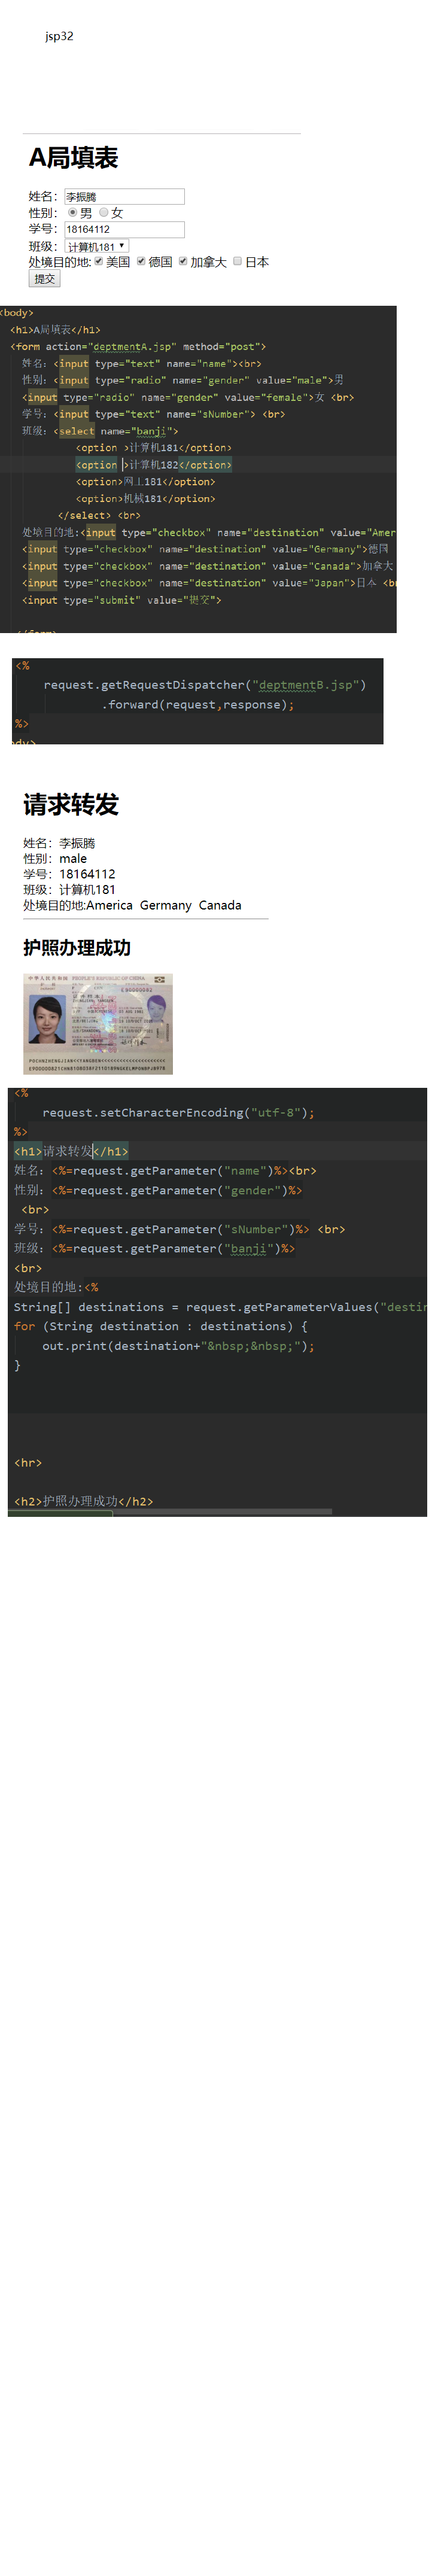 jsp32
A局填表
姓名：李振腾
性别： 男 女
学号：18164112
班级：计算机181
处境目的地: 美国 德国 加拿大 日本
提交
<body>
<h1>A局填表</h1>
<form action="deptmentA.jsp" method="post">
姓名：<input type="text" name="name"><br>
性别：<input type="radio" name="gender" value="male">男
<input type="radio" name="gender" value="female">女 <br>
学号：<input type="text" name="sNumber"> <br>
班级：<select name="banji">
<option >计算机181</option>
<option >计算机182</option>
<option>网工181</option>
<option>机械181</option>
</select> <br>
处境目的地:<input type="checkbox" name="destination" value="Amer
<input type="checkbox" name="destination" value="Germany">德国
<input type="checkbox" name="destination" value="Canada">加拿大
<input type="checkbox" name="destination" value="Japan">日本 <br
<input type="submit" value="提交">
</form>
<%
request.getRequestDispatcher("deptmentB.jsp")
.forward(request,response);
%>
ody>
请求转发
姓名：李振腾
性别：male
学号：18164112
班级：计算机181
处境目的地:America Germany Canada
护照办理成功
中华人民共和国 PEOPLE'S REPUBLIC OF CHINA
<%
request.setCharacterEncoding("utf-8");
%>
<h1>请求转发</h1>
姓名：<%=request.getParameter("name")%><br>
性别：<%=request.getParameter("gender")%>
<br>
学号：<%=request.getParameter("sNumber")%> <br>
班级：<%=request.getParameter("banji")%>
<br>
处境目的地:<%
String[] destinations = request.getParameterValues("destin
for (String destination : destinations) {
out.print(destination+"&nbsp;&nbsp;");
}
<hr>
<h2>护照办理成功</h2>